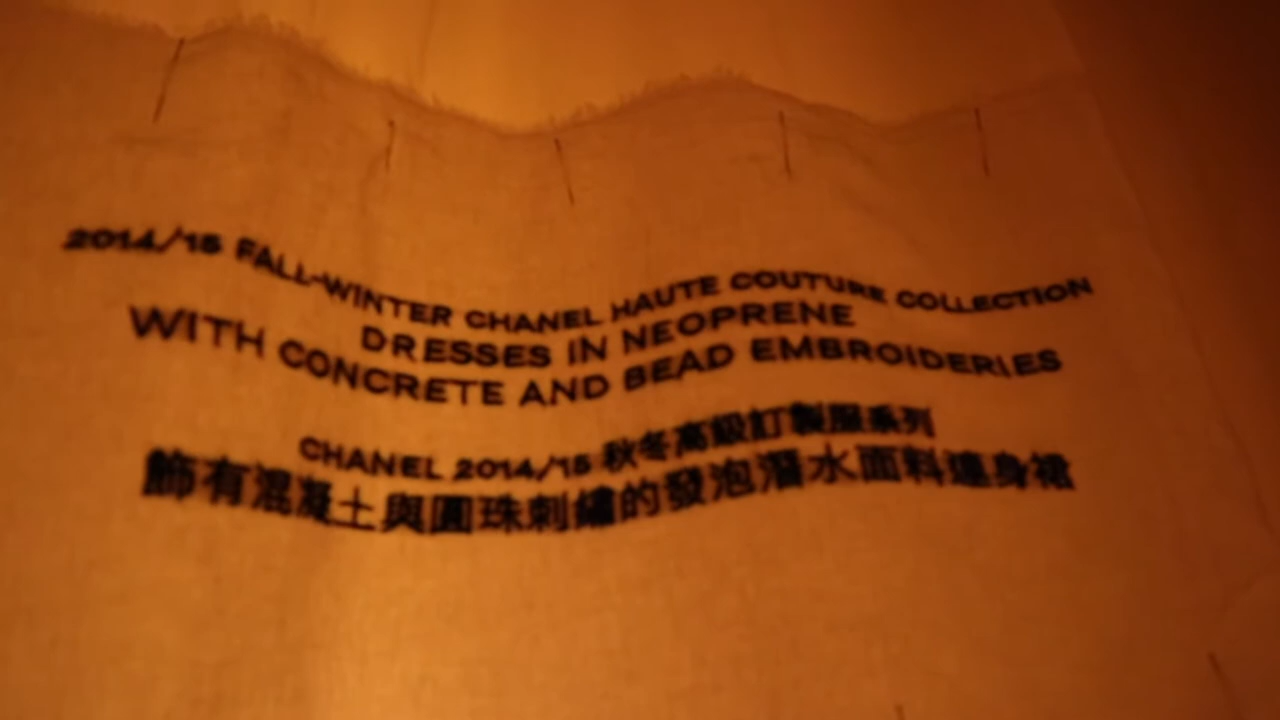 2014/15 FALL-WINTER CHANEL HAUTE COUTURE COLLECTION
DRESSES IN NEOPRENE
WITH CONCRETE AND BEAD EMBROIDERIES
CHANEL 2014/15 秋冬高級訂製服系列
飾有混凝土與圓珠刺繡的發泡潛水面料連身裙